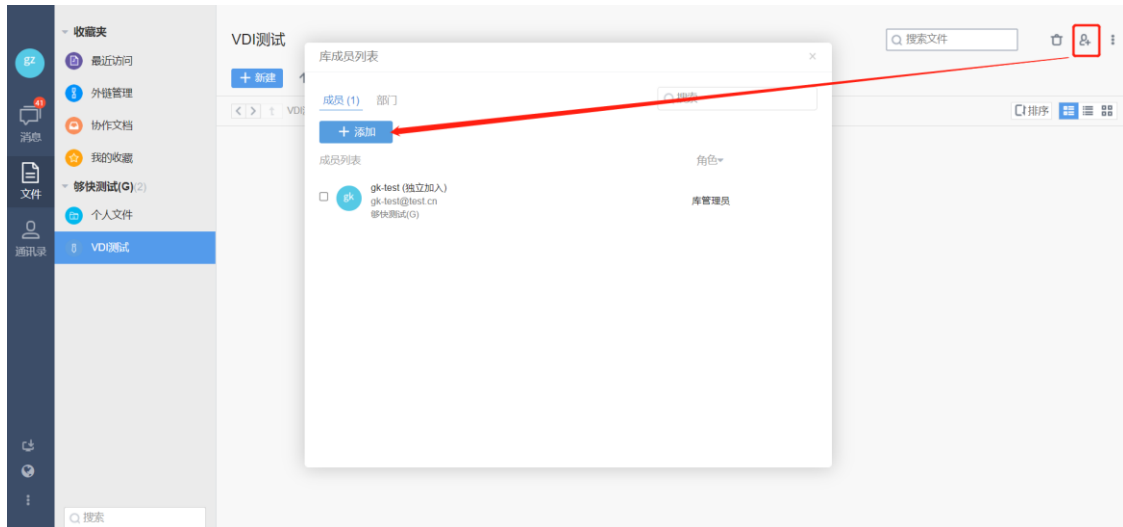 gz
41
消息
文件
通讯录
收藏夹
最近访问
外链管理
协作文档
我的收藏
够快测试(G)(2)
个人文件
VDI测试
搜索
VDI测试
搜索文件
+ 新建
VDI
排序
库成员列表
×
成员 (1) 部门
搜索
+ 添加
成员列表 角色
gk
gk-test (独立加入)
gk-test@test.cn
够快测试(G)
库管理员